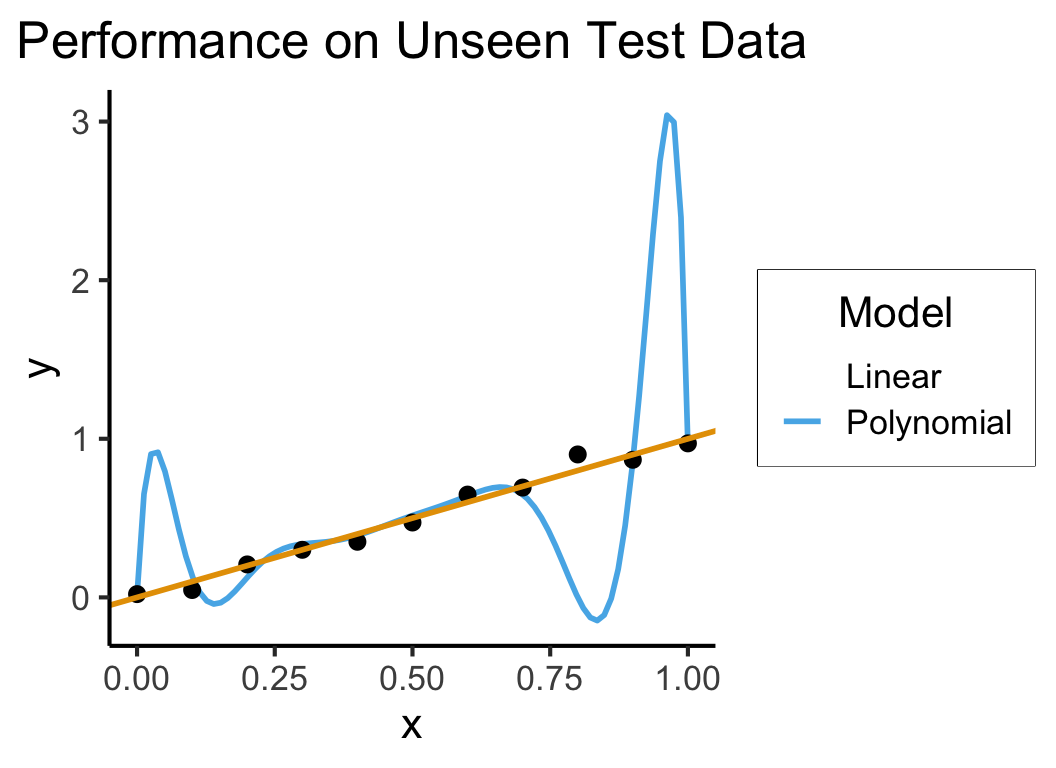 Performance on Unseen Test Data
3
2
1
0
y
0.00 0.25 0.50 0.75 1.00
x
Model
Linear
Polynomial